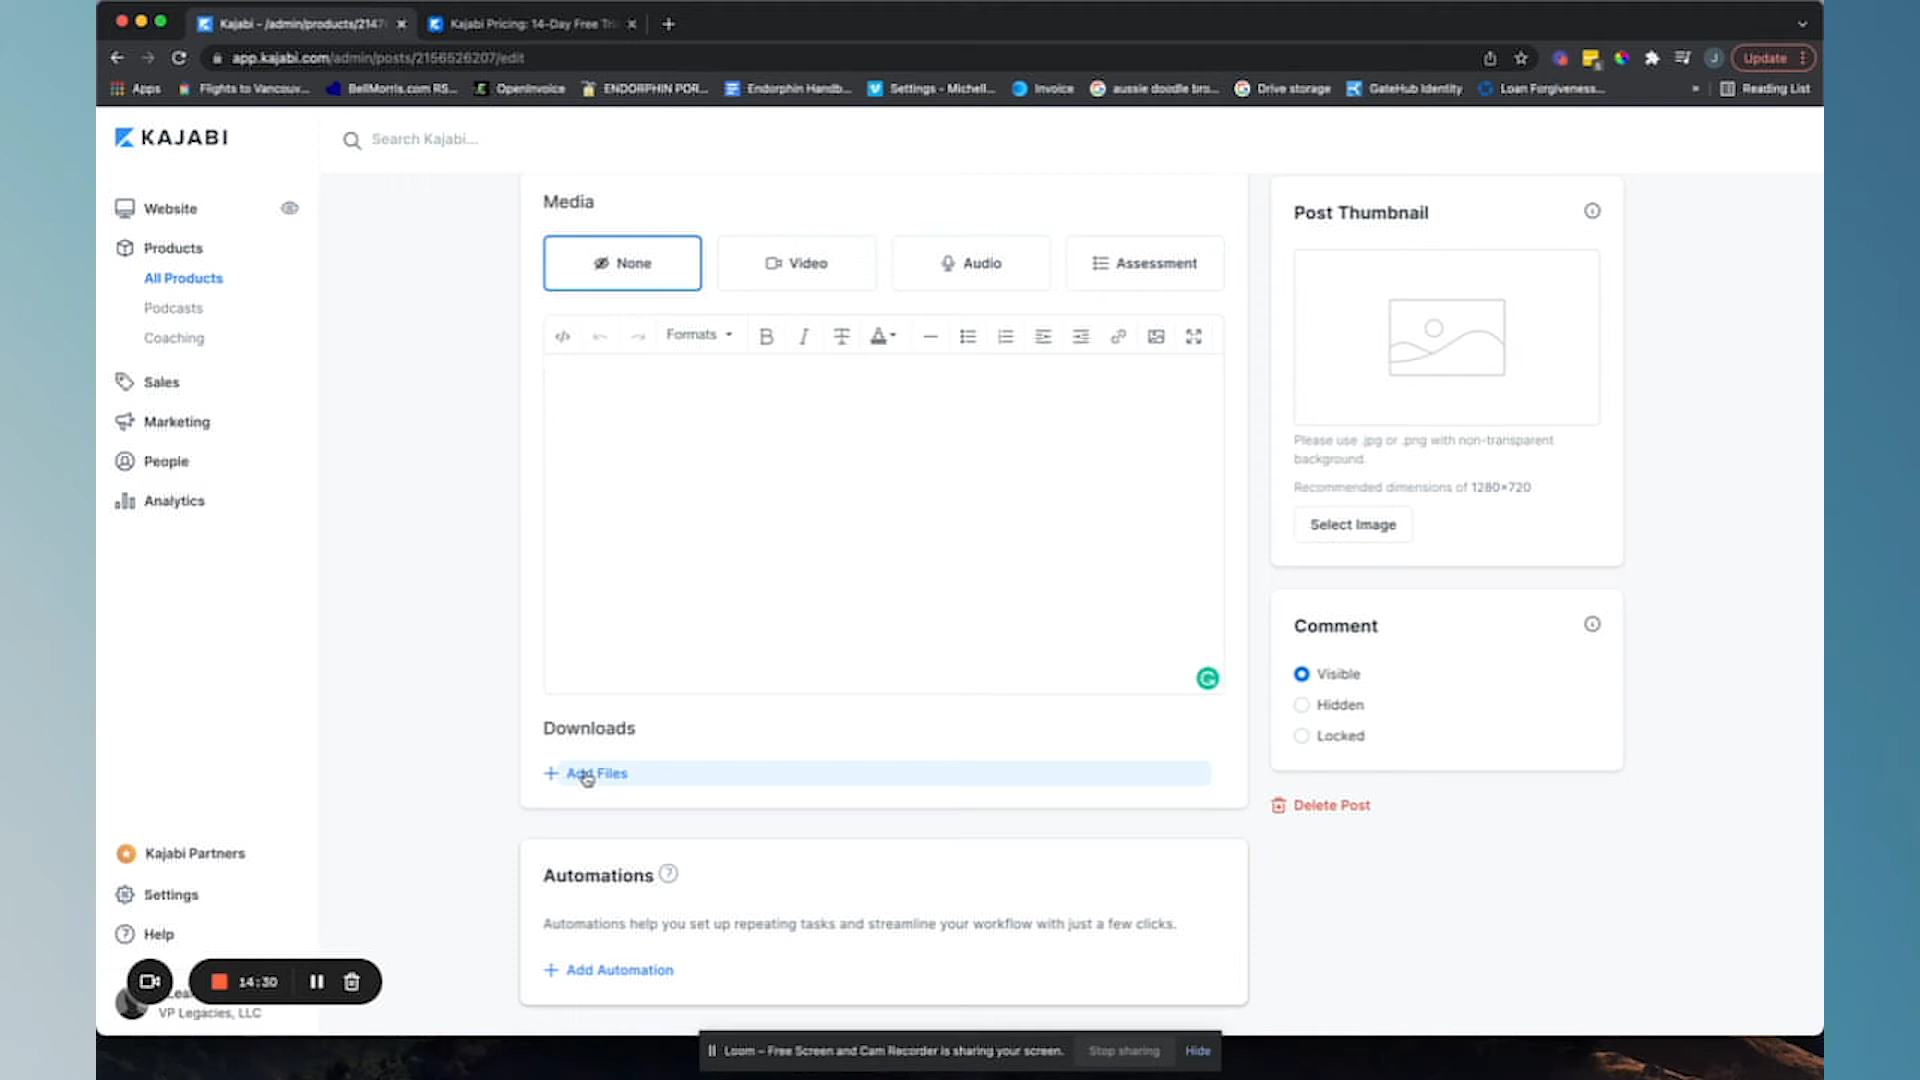 Kajabi - /admin/products/2147
Kajabi Pricing: 14-Day Free Tri
app.kajabi.com/admin/posts/2156526207/edit
Update
Apps
Flights to Vancouv...
BellMorris.com RS...
OpenInvoice
ENDORPHIN POR...
Endorphin Handb...
Settings - Michell...
Invoice
aussie doodle bre...
Drive storage
GateHub Identity
Loan Forgiveness...
»
Reading List
KAJABI
Search Kajabi...
Website
Products
All Products
Podcasts
Coaching
Sales
Marketing
People
Analytics
Kajabi Partners
Settings
Help
14:30
VP Legacies, LLC
Media
None
Video
Audio
Assessment
Formats
Downloads
+ Add Files
Automations
Automations help you set up repeating tasks and streamline your workflow with just a few clicks.
+ Add Automation
Post Thumbnail
Please use .jpg or .png with non-transparent
background.
Recommended dimensions of 1280×720
Select Image
Comment
Visible
Hidden
Locked
Delete Post
Loom – Free Screen and Cam Recorder is sharing your screen.
Stop sharing
Hide